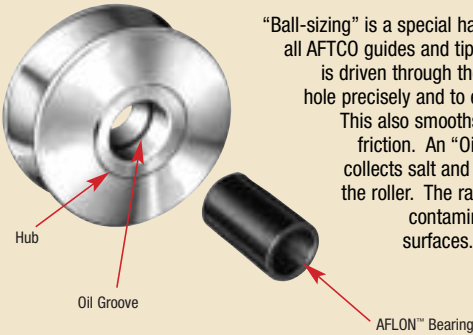 “Ball-sizing” is a special ha
all AFTCO guides and tip
is driven through th
hole precisely and to
This also smooths
friction. An “Oi
collects salt and
the roller. The ra
contamin
surfaces.
Hub
Oil Groove
AFLON™ Bearing